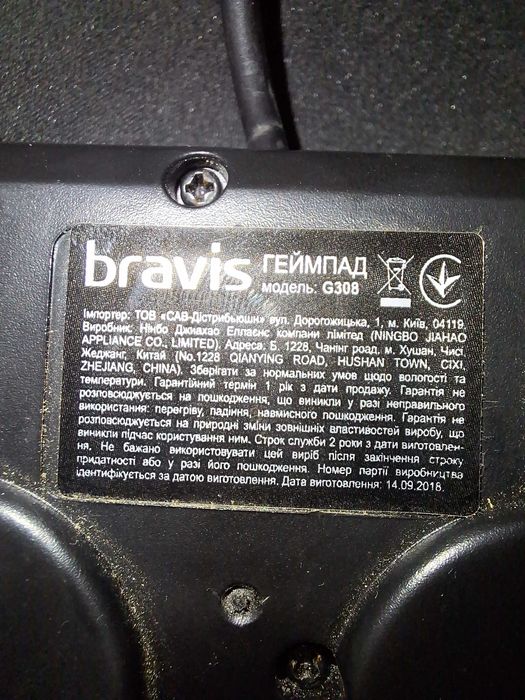 bravis ГЕЙМПАД
модель: G308
Імпортер: ТОВ «САВ-Дістрибьюшн» вул. Дорогожицька, 1, м. Київ, 04119.
Виробник: Нінбо Джиахао Епплаєнс компани лімітед (NINGBO JIAHAO
APPLIANCE CO., LIMITED). Адреса: Б. 1228, Чанінг роад, м. Хушан, Чисі
Жеджанг, Китай (No.1228 QIANYING ROAD, HUSHAN TOWN, CIXI,
ZHEJIANG, CHINA). Зберігати за нормальних умов щодо вологості та
температури. Гарантійний термін 1 рік з дати продажу. Гарантія не
розповсюджується на пошкодження, що виникли у разі неправильного
використання: перегріву, падіння, навмисного пошкодження. Гарантія не
розповсюджується на природні зміни зовнішніх властивостей виробу, що
виникли підчас користування ним. Строк служби 2 роки з дати виготовлен-
ня. Не бажано використовувати цей виріб після закінчення строку
придатності або у разі його пошкодження. Номер партії виробництва
ідентифікується за датою виготовлення. Дата виготовлення: 14.09.2018.